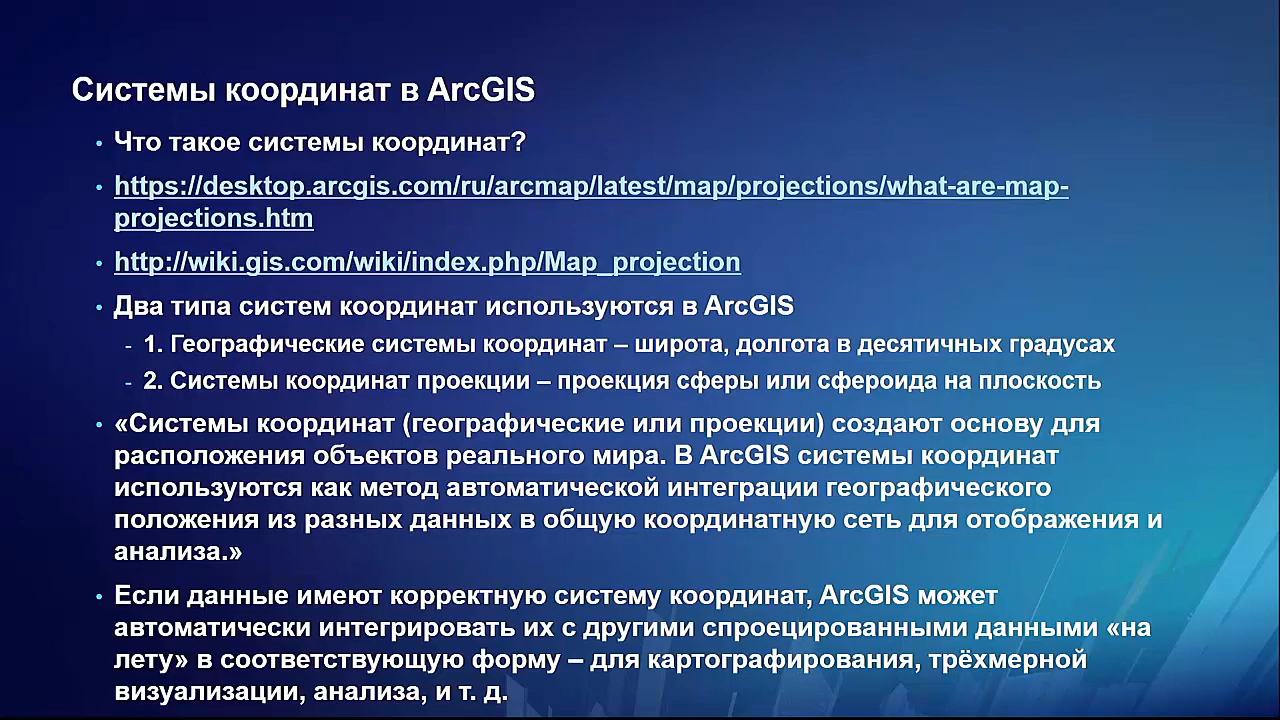 Системы координат в ArcGIS
• Что такое системы координат?
• https://desktop.arcgis.com/ru/arcmap/latest/map/projections/what-are-map-
projections.htm
• http://wiki.gis.com/wiki/index.php/Map_projection
• Два типа систем координат используются в ArcGIS
- 1. Географические системы координат – широта, долгота в десятичных градусах
- 2. Системы координат проекции – проекция сферы или сфероида на плоскость
• «Системы координат (географические или проекции) создают основу для
расположения объектов реального мира. В ArcGIS системы координат
используются как метод автоматической интеграции географического
положения из разных данных в общую координатную сеть для отображения и
анализа.»
• Если данные имеют корректную систему координат, ArcGIS может
автоматически интегрировать их с другими спроецированными данными «на
лету» в соответствующую форму – для картографирования, трёхмерной
визуализации, анализа, и т. д.